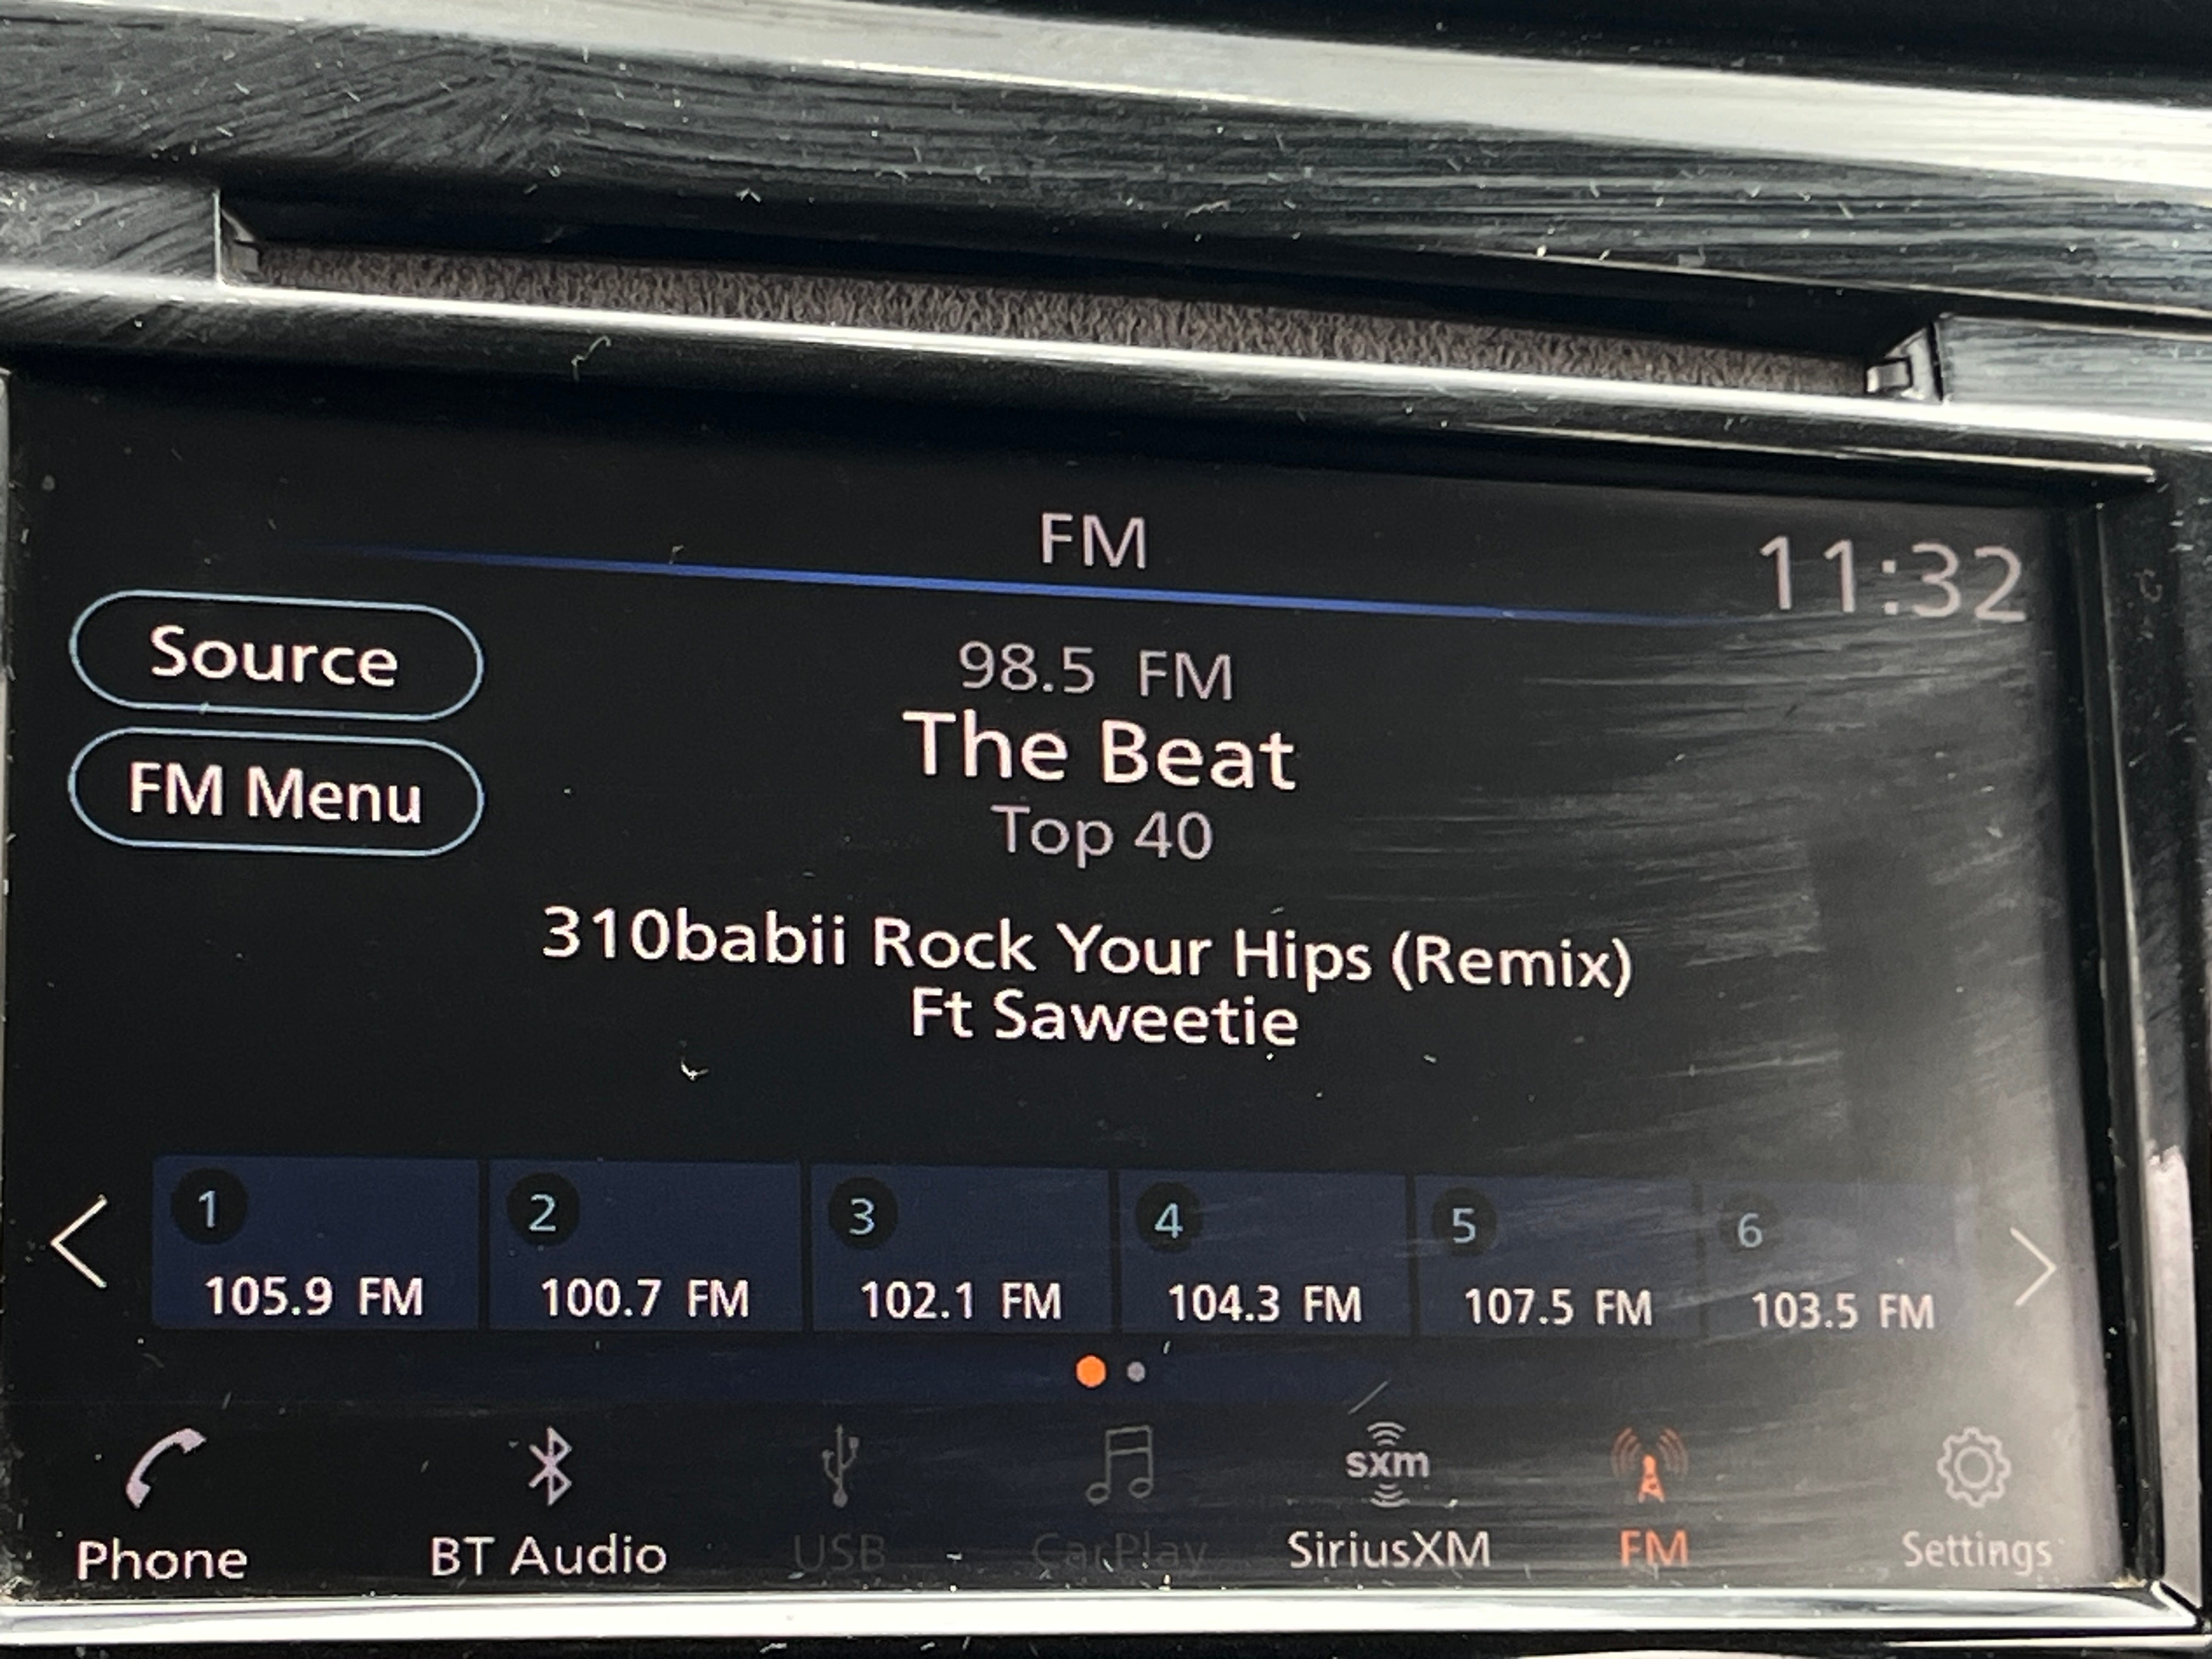 FM
11:32
Source
98.5 FM
The Beat
FM Menu
Top 40
310babii Rock Your Hips (Remix)
Ft Saweetie
1 2 3 4 5 6
105.9 FM 100.7 FM 102.1 FM 104.3 FM 107.5 FM 103.5 FM
sxm
Phone BT Audio USB CarPlay SiriusXM FM Settings